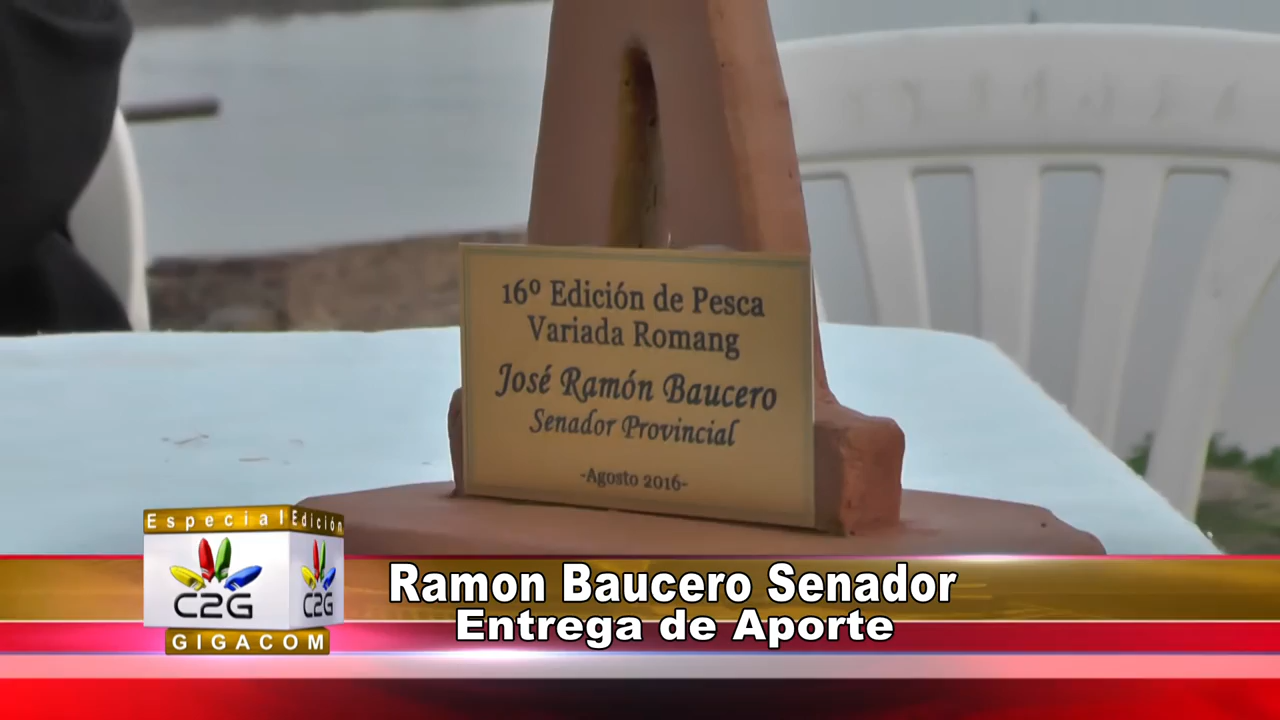 16º Edición de Pesca
Variada Romang
José Ramón Baucero
Senador Provincial
-Agosto 2016-
Especial Edición
C2G C2G
GIGACOM
Ramon Baucero Senador
Entrega de Aporte